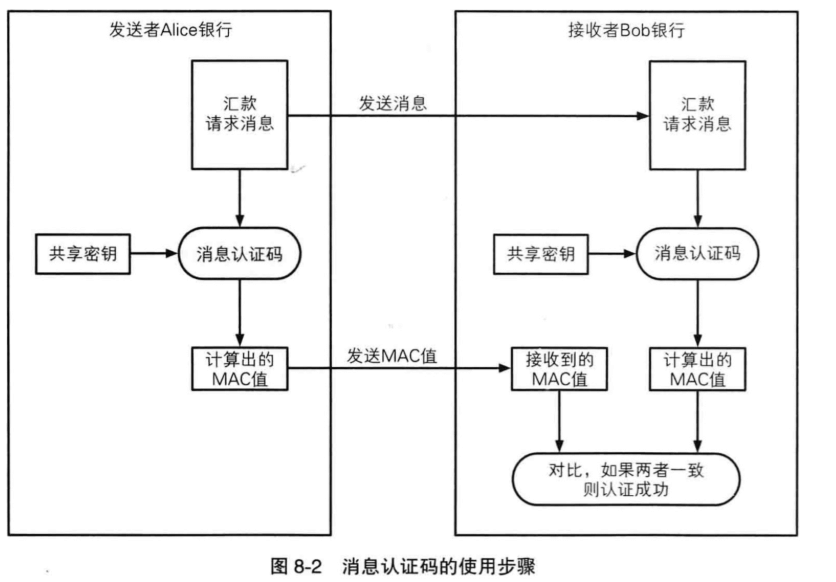 发送者Alice银行
接收者Bob银行
汇款
请求消息
发送消息
汇款
请求消息
共享密钥
消息认证码
共享密钥
消息认证码
计算出的
MAC值
发送MAC值
接收到的
MAC值
计算出的
MAC值
对比，如果两者一致
则认证成功
图 8-2 消息认证码的使用步骤